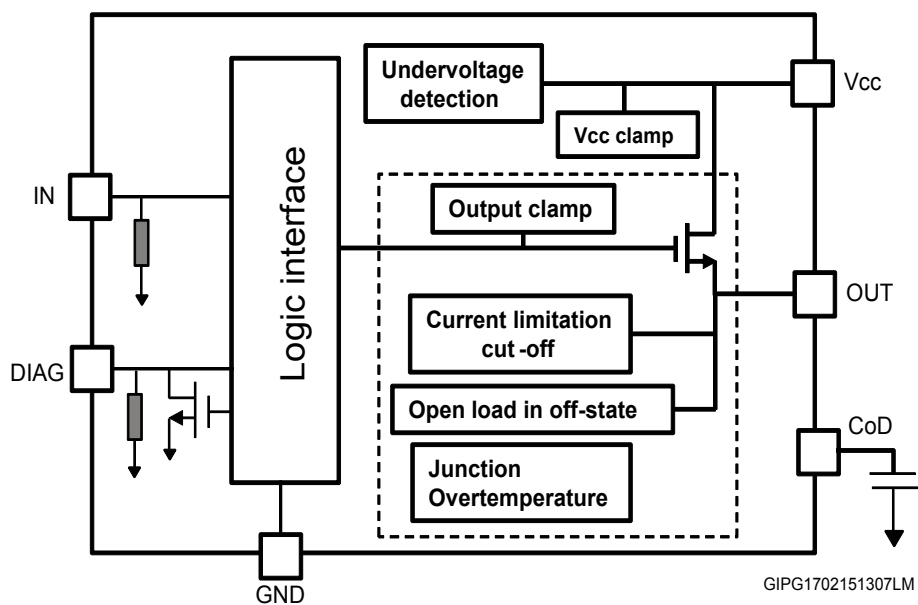 Undervoltage
detection
Vcc
Vcc clamp
IN
Logic interface
Output clamp
OUT
Current limitation
cut -off
DIAG
Open load in off-state
CoD
Junction
Overtemperature
GND
GIPG1702151307LM